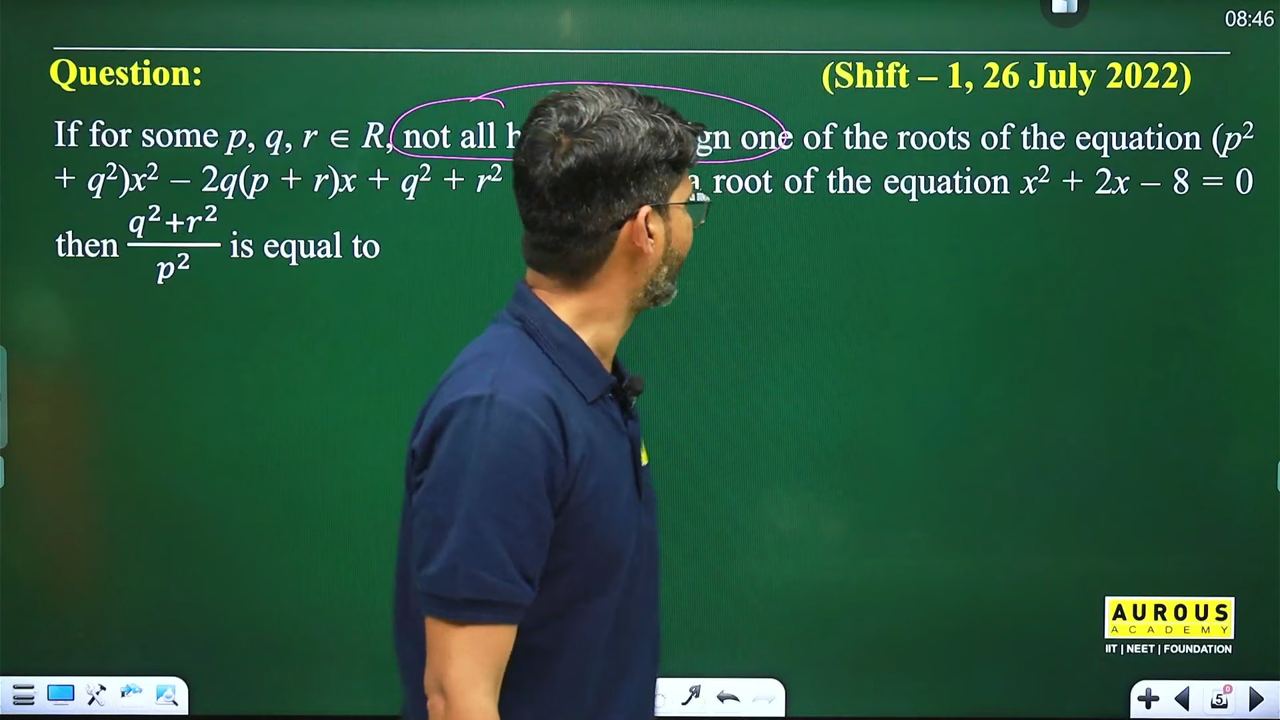 08:46
Question: (Shift – 1, 26 July 2022)
If for some p, q, r ∈ R, not all one of the roots of the equation (p²
+ q²)x² – 2q(p + r)x + q² + r² root of the equation x² + 2x – 8 = 0
then q²+r²/p² is equal to
AUROUS
ACADEMY
IIT | NEET | FOUNDATION
5
0